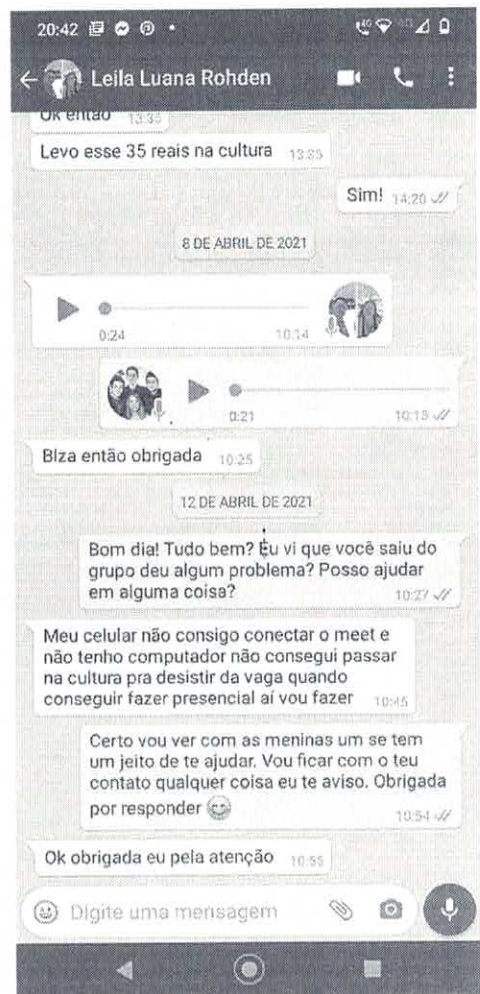 20:42
Leila Luana Rohden
Ok então 13:35
Levo esse 35 reais na cultura 13:35
Sim! 14:20
8 DE ABRIL DE 2021
0:24 10:14
0:21
Blza então obrigada 10:25
12 DE ABRIL DE 2021
Bom dia! Tudo bem? Eu vi que você saiu do
grupo deu algum problema? Posso ajudar
em alguma coisa? 10:27
Meu celular não consigo conectar o meet e
não tenho computador não consegui passar
na cultura pra desistir da vaga quando
conseguir fazer presencial aí vou fazer 10:45
Certo vou ver com as meninas um se tem
um jeito de te ajudar. Vou ficar com o teu
contato qualquer coisa eu te aviso. Obrigada
por responder 10:54
Ok obrigada eu pela atenção 10:55
Digite uma mensagem